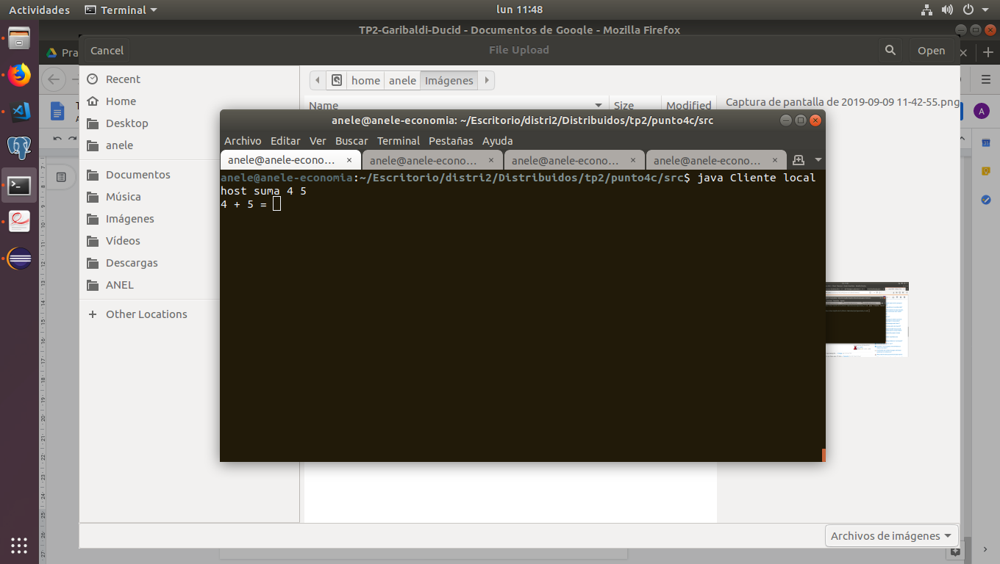 Actividades Terminal lun 11:48
TP2-Garibaldi-Ducid - Documentos de Google - Mozilla Firefox
Pra
Cancel File Upload Open
Recent
Home
Desktop
anele
Documentos
Música
Imágenes
Vídeos
Descargas
ANEL
Other Locations
home anele Imágenes
Name Size Modified
Captura de pantalla de 2019-09-09 11-42-55.png
A
anele@anele-economia: ~/Escritorio/distri2/Distribuidos/tp2/punto4c/src
Archivo Editar Ver Buscar Terminal Pestañas Ayuda
anele@anele-econo... × anele@anele-econo... × anele@anele-econo... × anele@anele-econo... ×
anele@anele-economia:~/Escritorio/distri2/Distribuidos/tp2/punto4c/src$ java Cliente local
host suma 4 5
4 + 5 =
Archivos de imágenes